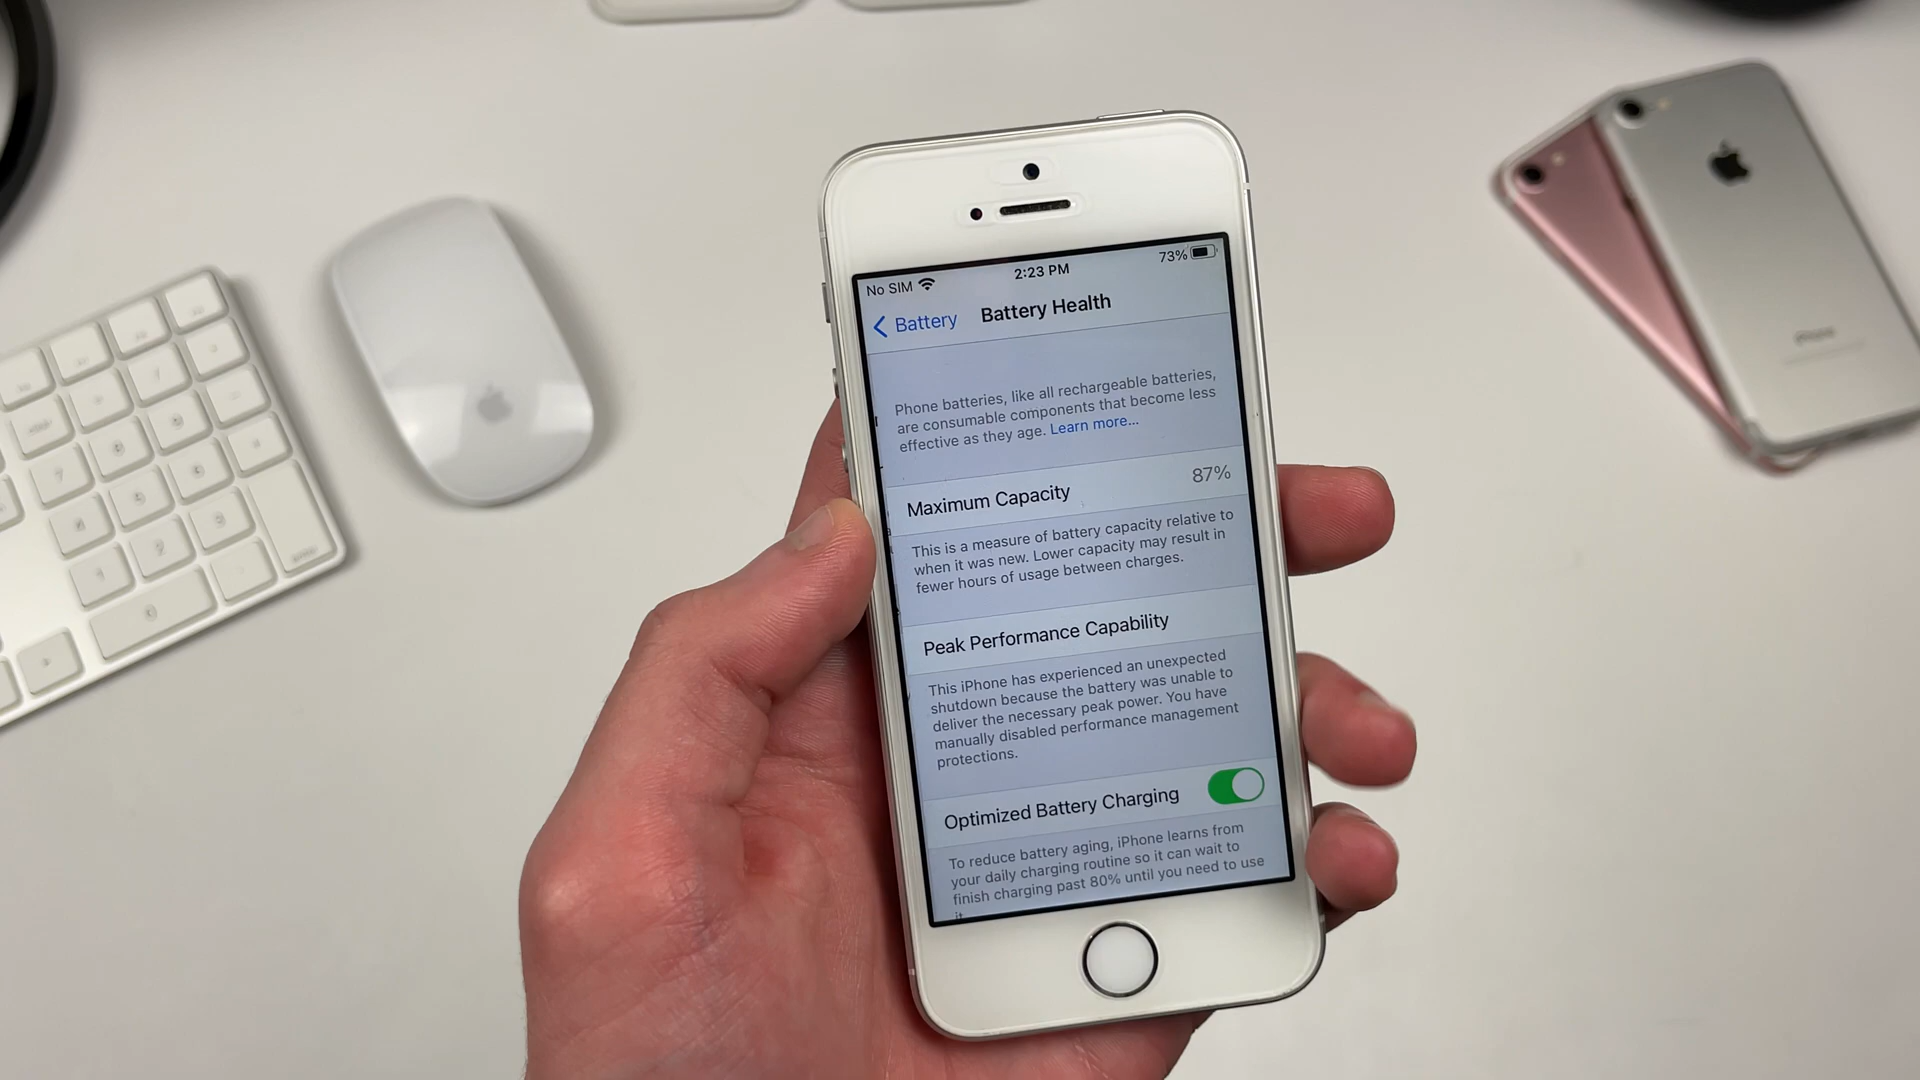 No SIM 2:23 PM 73%
Battery Battery Health
Phone batteries, like all rechargeable batteries,
are consumable components that become less
effective as they age. Learn more...
Maximum Capacity 87%
This is a measure of battery capacity relative to
when it was new. Lower capacity may result in
fewer hours of usage between charges.
Peak Performance Capability
This iPhone has experienced an unexpected
shutdown because the battery was unable to
deliver the necessary peak power. You have
manually disabled performance management
protections.
Optimized Battery Charging
To reduce battery aging, iPhone learns from
your daily charging routine so it can wait to
finish charging past 80% until you need to use
it.
iPhone